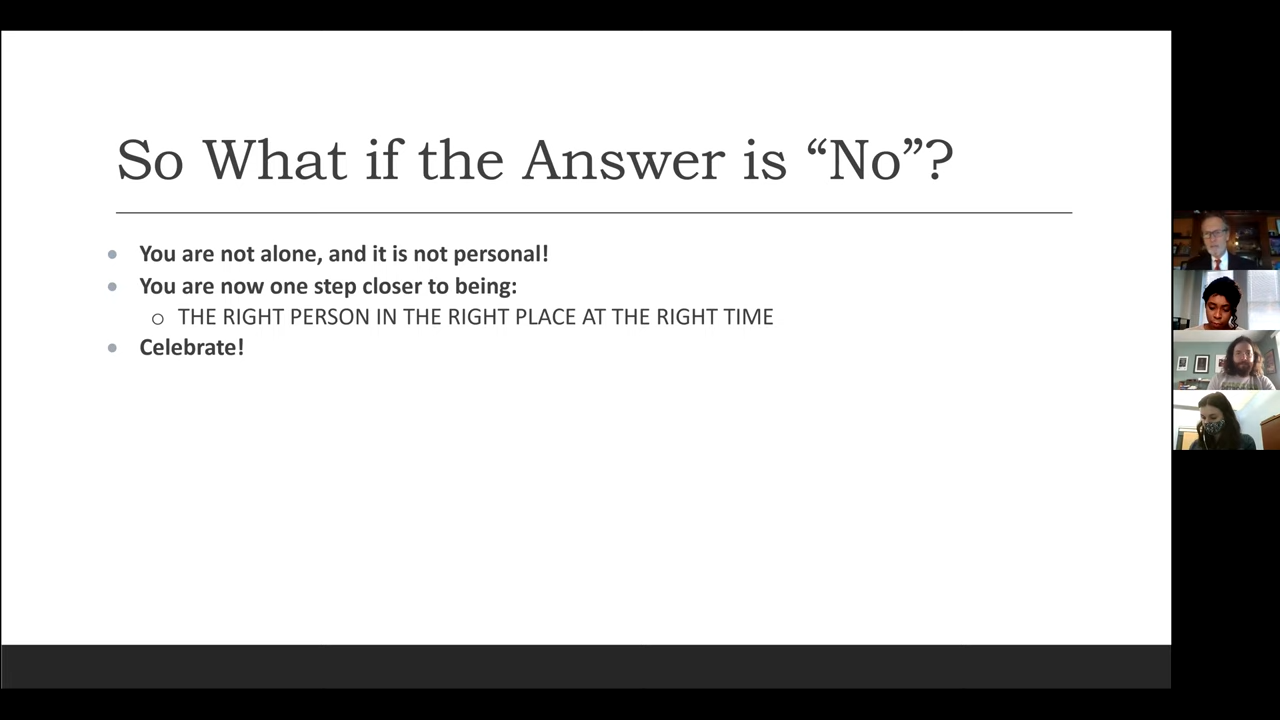 So What if the Answer is “No”?
You are not alone, and it is not personal!
You are now one step closer to being:
THE RIGHT PERSON IN THE RIGHT PLACE AT THE RIGHT TIME
Celebrate!